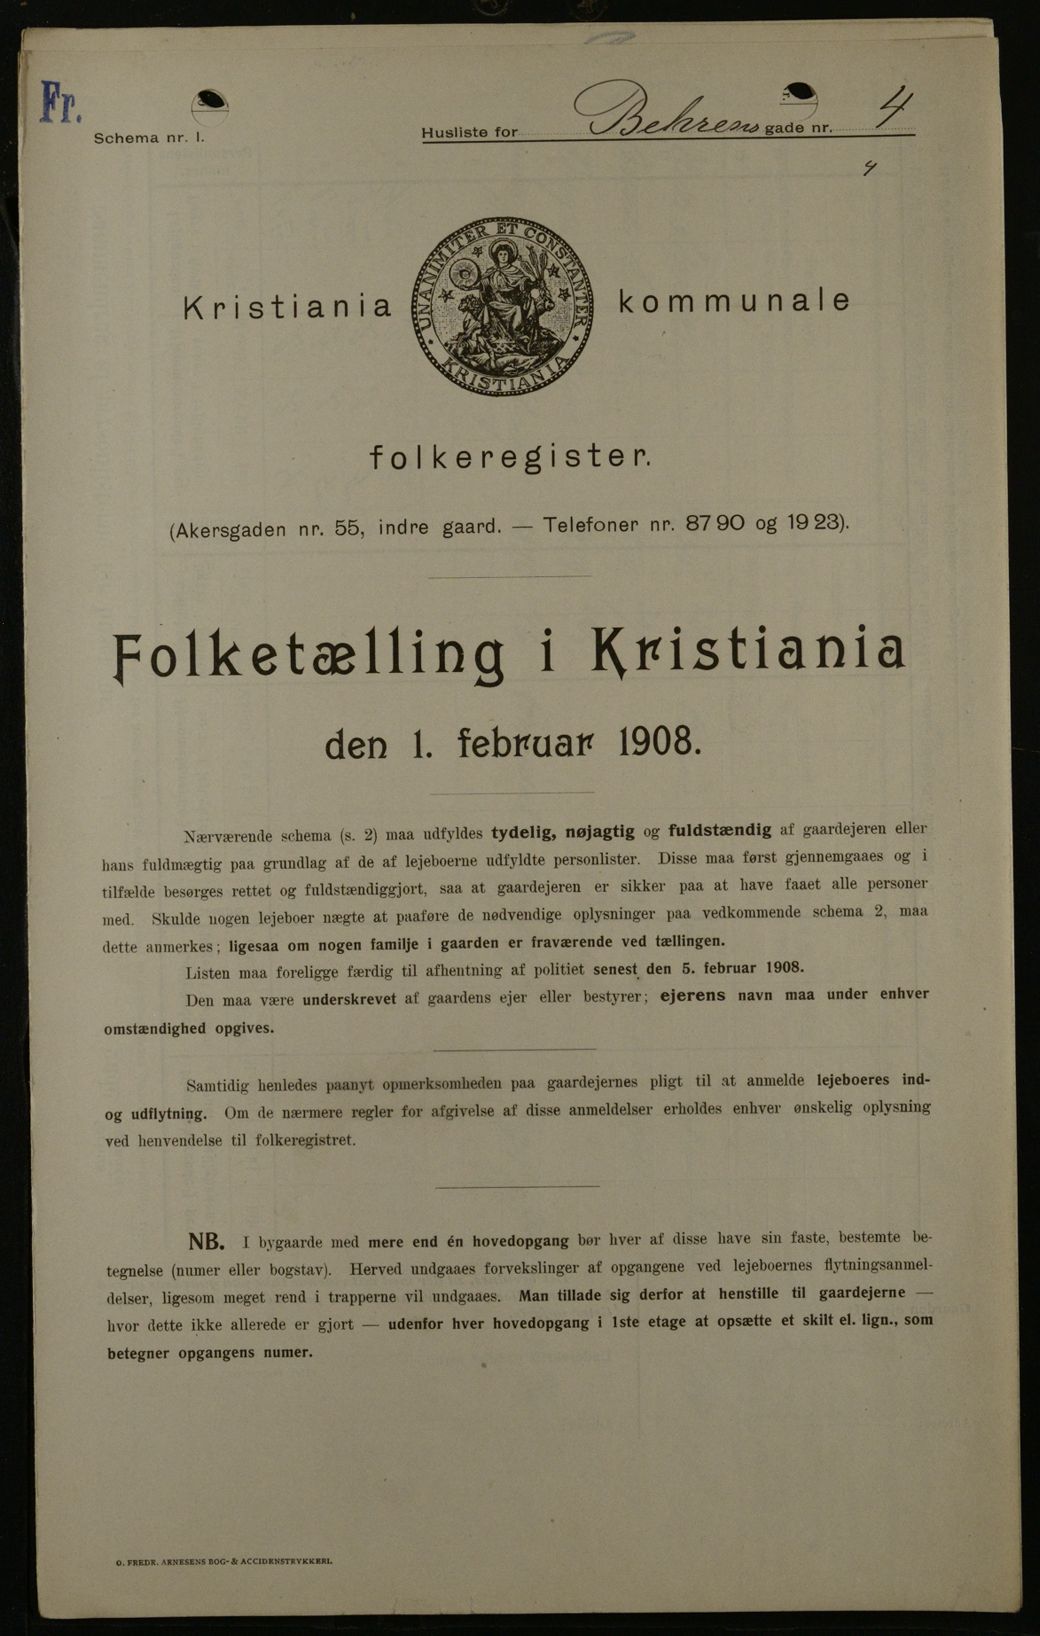 Fr.
Schema nr. 1.
Husliste for Behrens gade nr. 4
4
UNANIMITER ET CONSTANTER
KRISTIANIA
Kristiania kommunale
folkeregister.
(Akersgaden nr. 55, indre gaard. — Telefoner nr. 87 90 og 19 23).
Folketælling i Kristiania
den 1. februar 1908.
Nærværende schema (s. 2) maa udfyldes tydelig, nøjagtig og fuldstændig af gaardejeren eller
hans fuldmægtig paa grundlag af de af lejeboerne udfyldte personlister. Disse maa først gjennemgaaes og i
tilfælde besørges rettet og fuldstændiggjort, saa at gaardejeren er sikker paa at have faaet alle personer
med. Skulde nogen lejeboer nægte at paaføre de nødvendige oplysninger paa vedkommende schema 2, maa
dette anmerkes; ligesaa om nogen familje i gaarden er fraværende ved tællingen.
Listen maa foreligge færdig til afhentning af politiet senest den 5. februar 1908.
Den maa være underskrevet af gaardens ejer eller bestyrer; ejerens navn maa under enhver
omstændighed opgives.
Samtidig henledes paanyt opmerksomheden paa gaardejernes pligt til at anmelde lejeboeres ind-
og udflytning. Om de nærmere regler for afgivelse af disse anmeldelser erholdes enhver ønskelig oplysning
ved henvendelse til folkeregistret.
NB. I bygaarde med mere end én hovedopgang bør hver af disse have sin faste, bestemte be-
tegnelse (numer eller bogstav). Herved undgaaes forvekslinger af opgangene ved lejeboernes flytningsanmel-
delser, ligesom meget rend i trapperne vil undgaaes. Man tillade sig derfor at henstille til gaardejerne —
hvor dette ikke allerede er gjort — udenfor hver hovedopgang i 1ste etage at opsætte et skilt el. lign., som
betegner opgangens numer.
O. FREDR. ARNESENS BOG- & ACCIDENSTRYKKERI.